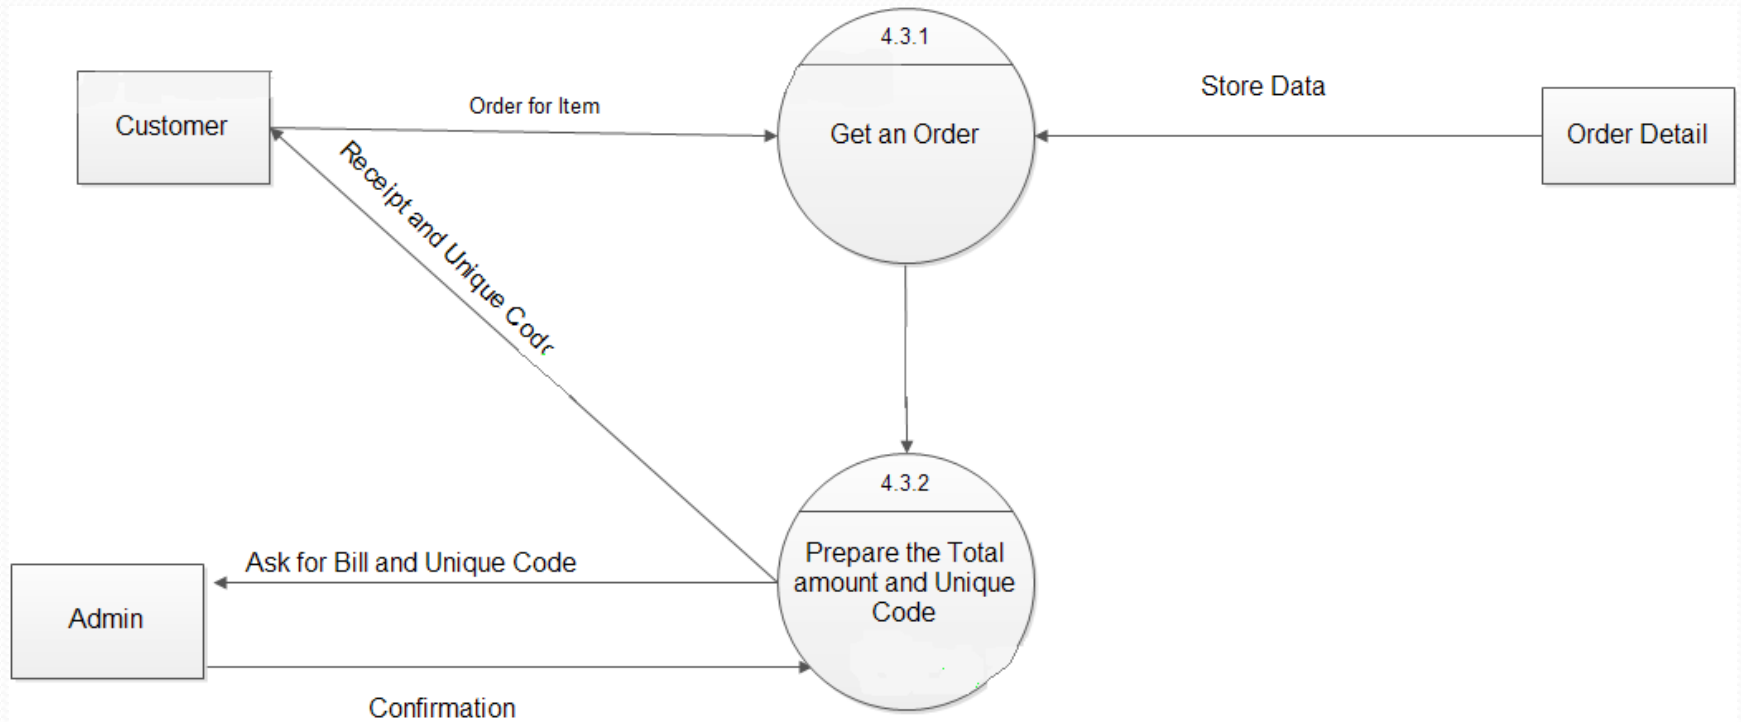 4.3.1
Customer
Order for Item
Get an Order
Store Data
Order Detail
Receipt and Unique Code
4.3.2
Prepare the Total
amount and Unique
Code
Ask for Bill and Unique Code
Admin
Confirmation